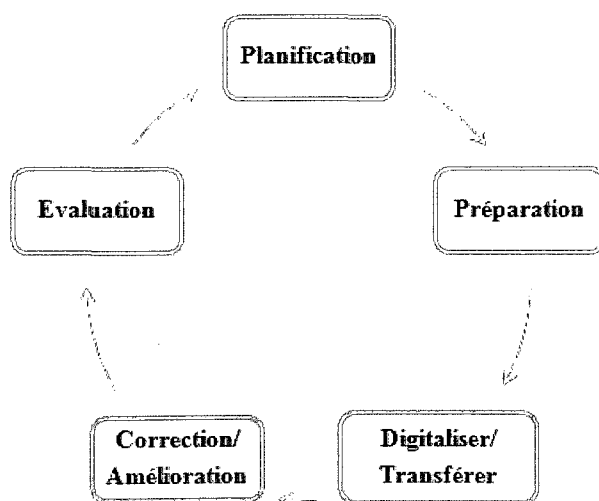 Planification
Préparation
Digitaliser/
Transférer
Correction/
Amélioration
Evaluation